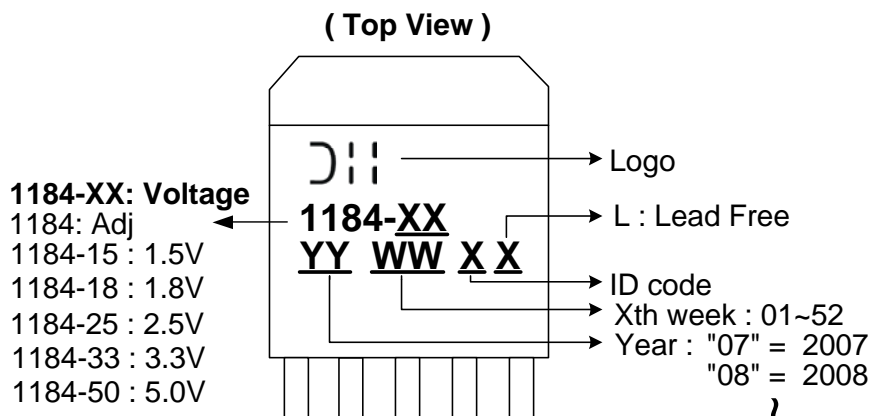 ( Top View )
Logo
1184-XX: Voltage
1184: Adj
1184-15 : 1.5V
1184-18 : 1.8V
1184-25 : 2.5V
1184-33 : 3.3V
1184-50 : 5.0V
1184-XX
YY WW X X
L : Lead Free
ID code
Xth week : 01~52
Year : "07" = 2007
"08" = 2008